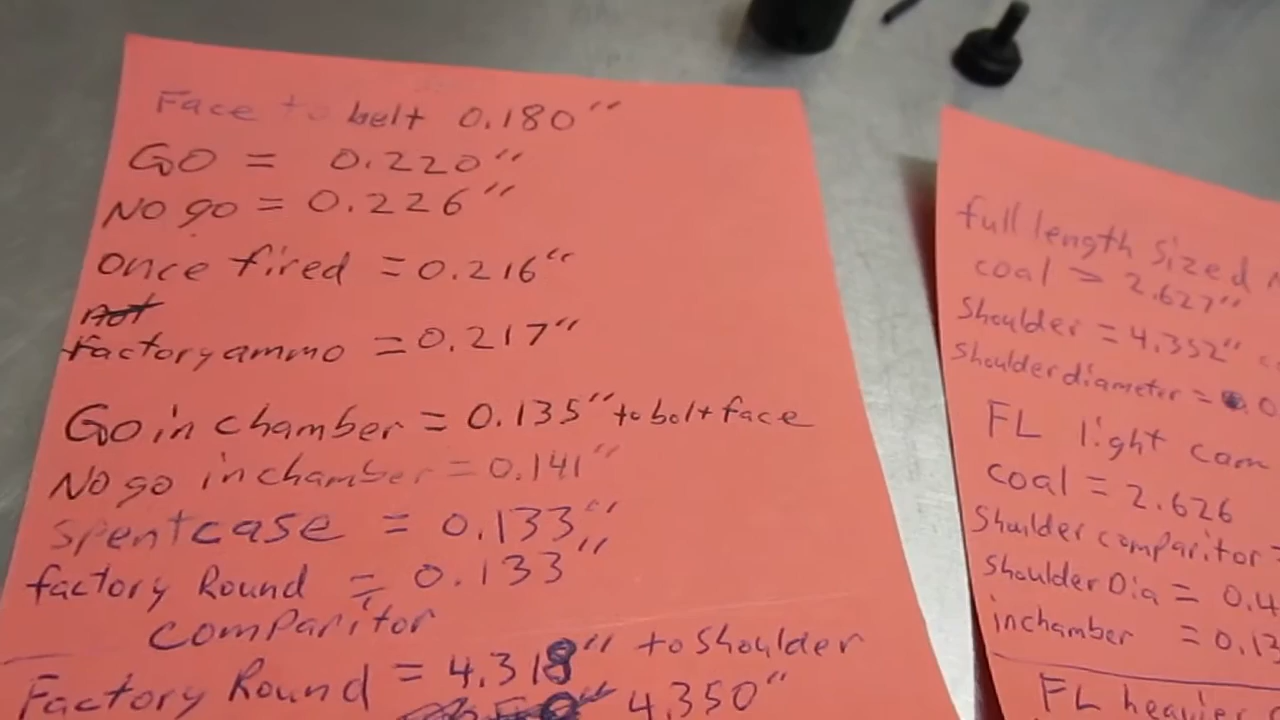 Face to belt 0.180"
GO = 0.220"
No go = 0.226"
once fired = 0.216"
factory ammo = 0.217"
Go in chamber = 0.135" to bolt face
No go in chamber = 0.141"
spent case = 0.133"
factory Round = 0.133"
comparitor
Factory Round = 4.318" to shoulder
4.350"
full length sized
coal = 2.627"
Shoulder = 4.352"
Shoulder diameter =
FL light cam
coal = 2.626
Shoulder comparitor =
Shoulder Dia = 0.4
in chamber = 0.13
FL heavier